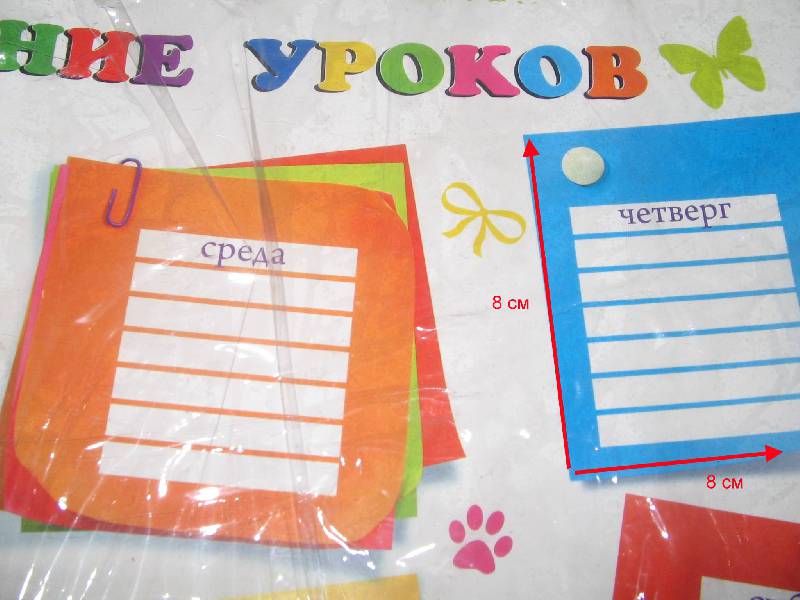 НИЕ УРОКОВ
среда
четверг
8 см
8 см